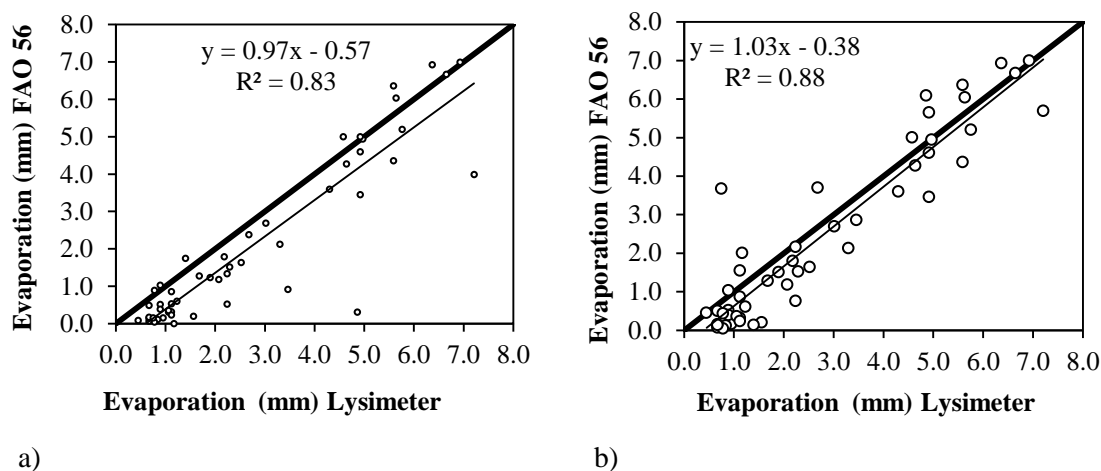 Evaporation (mm) FAO 56
8.0
7.0
6.0
5.0
4.0
3.0
2.0
1.0
0.0
y = 0.97x - 0.57
R² = 0.83
0.0 1.0 2.0 3.0 4.0 5.0 6.0 7.0 8.0
Evaporation (mm) Lysimeter
a)
Evaporation (mm) FAO 56
8.0
7.0
6.0
5.0
4.0
3.0
2.0
1.0
0.0
y = 1.03x - 0.38
R² = 0.88
0.0 1.0 2.0 3.0 4.0 5.0 6.0 7.0 8.0
Evaporation (mm) Lysimeter
b)